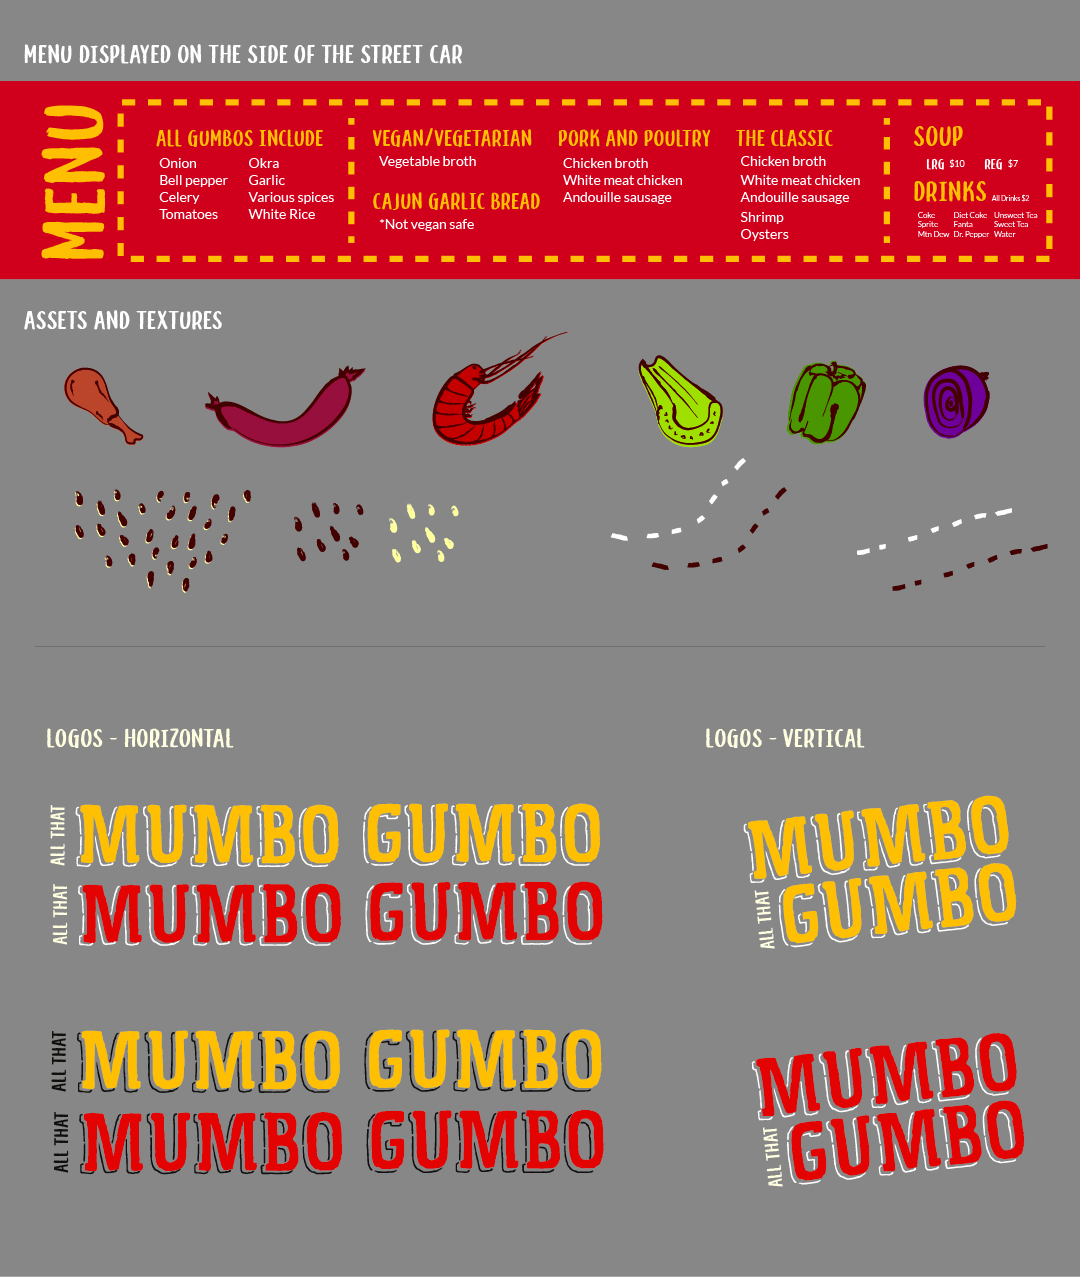 MENU DISPLAYED ON THE SIDE OF THE STREET CAR
MENU
ALL GUMBOS INCLUDE
Onion
Bell pepper
Celery
Tomatoes
Okra
Garlic
Various spices
White Rice
VEGAN/VEGETARIAN
Vegetable broth
CAJUN GARLIC BREAD
*Not vegan safe
PORK AND POULTRY
Chicken broth
White meat chicken
Andouille sausage
THE CLASSIC
Chicken broth
White meat chicken
Andouille sausage
Shrimp
Oysters
SOUP
LRG $10 REG $7
DRINKS All Drinks $2
Coke Diet Coke Unsweet Tea
Sprite Fanta Sweet Tea
Mtn Dew Dr. Pepper Water
ASSETS AND TEXTURES
LOGOS - HORIZONTAL
ALL THAT MUMBO GUMBO
ALL THAT MUMBO GUMBO
ALL THAT MUMBO GUMBO
ALL THAT MUMBO GUMBO
LOGOS - VERTICAL
MUMBO
ALL THAT GUMBO
MUMBO
ALL THAT GUMBO